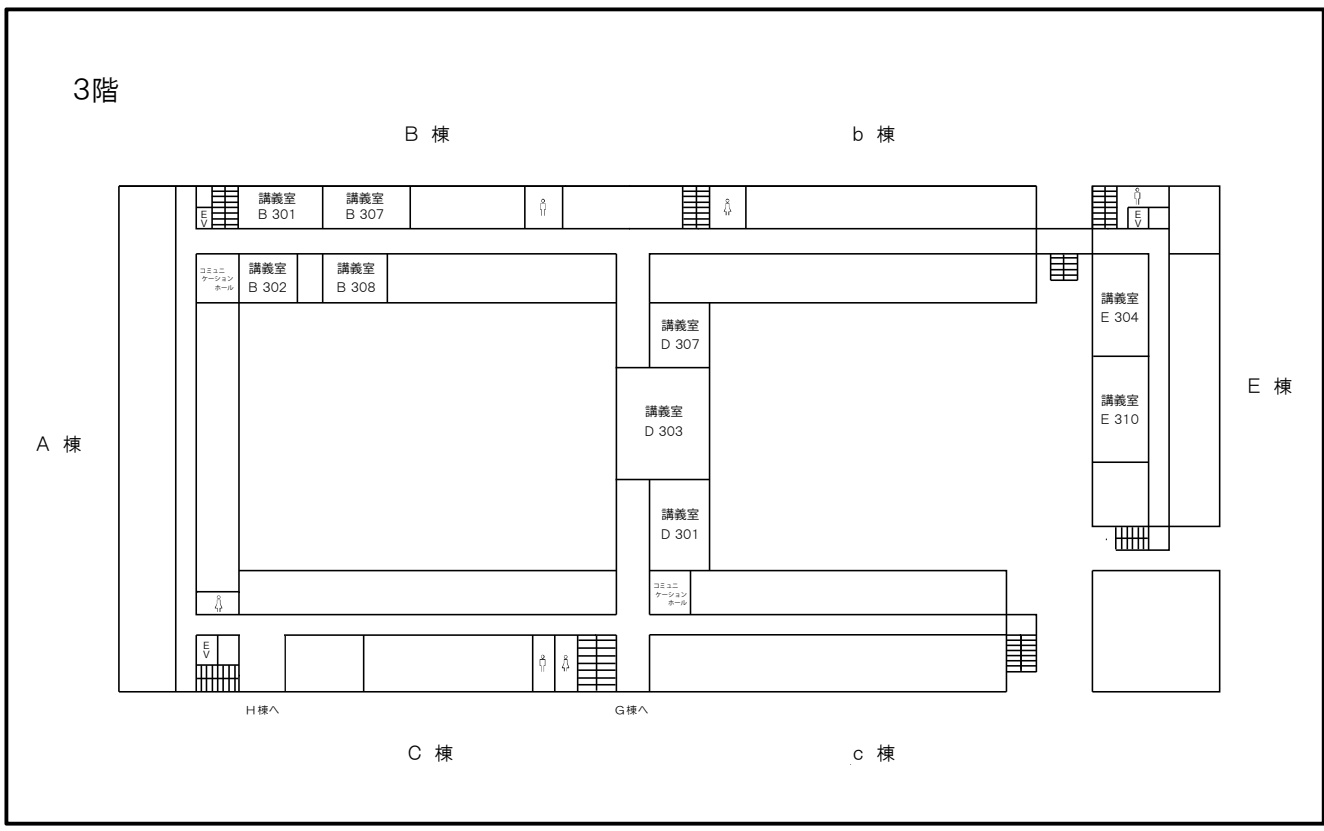 3階
B 棟
b 棟
講義室
B 301
講義室
B 307
EV
EV
コミュニ
ケーション
ホール
講義室
B 302
講義室
B 308
講義室
E 304
講義室
D 307
講義室
E 310
E 棟
講義室
D 303
A 棟
講義室
D 301
コミュニ
ケーション
ホール
EV
H棟へ
G棟へ
C 棟
c 棟